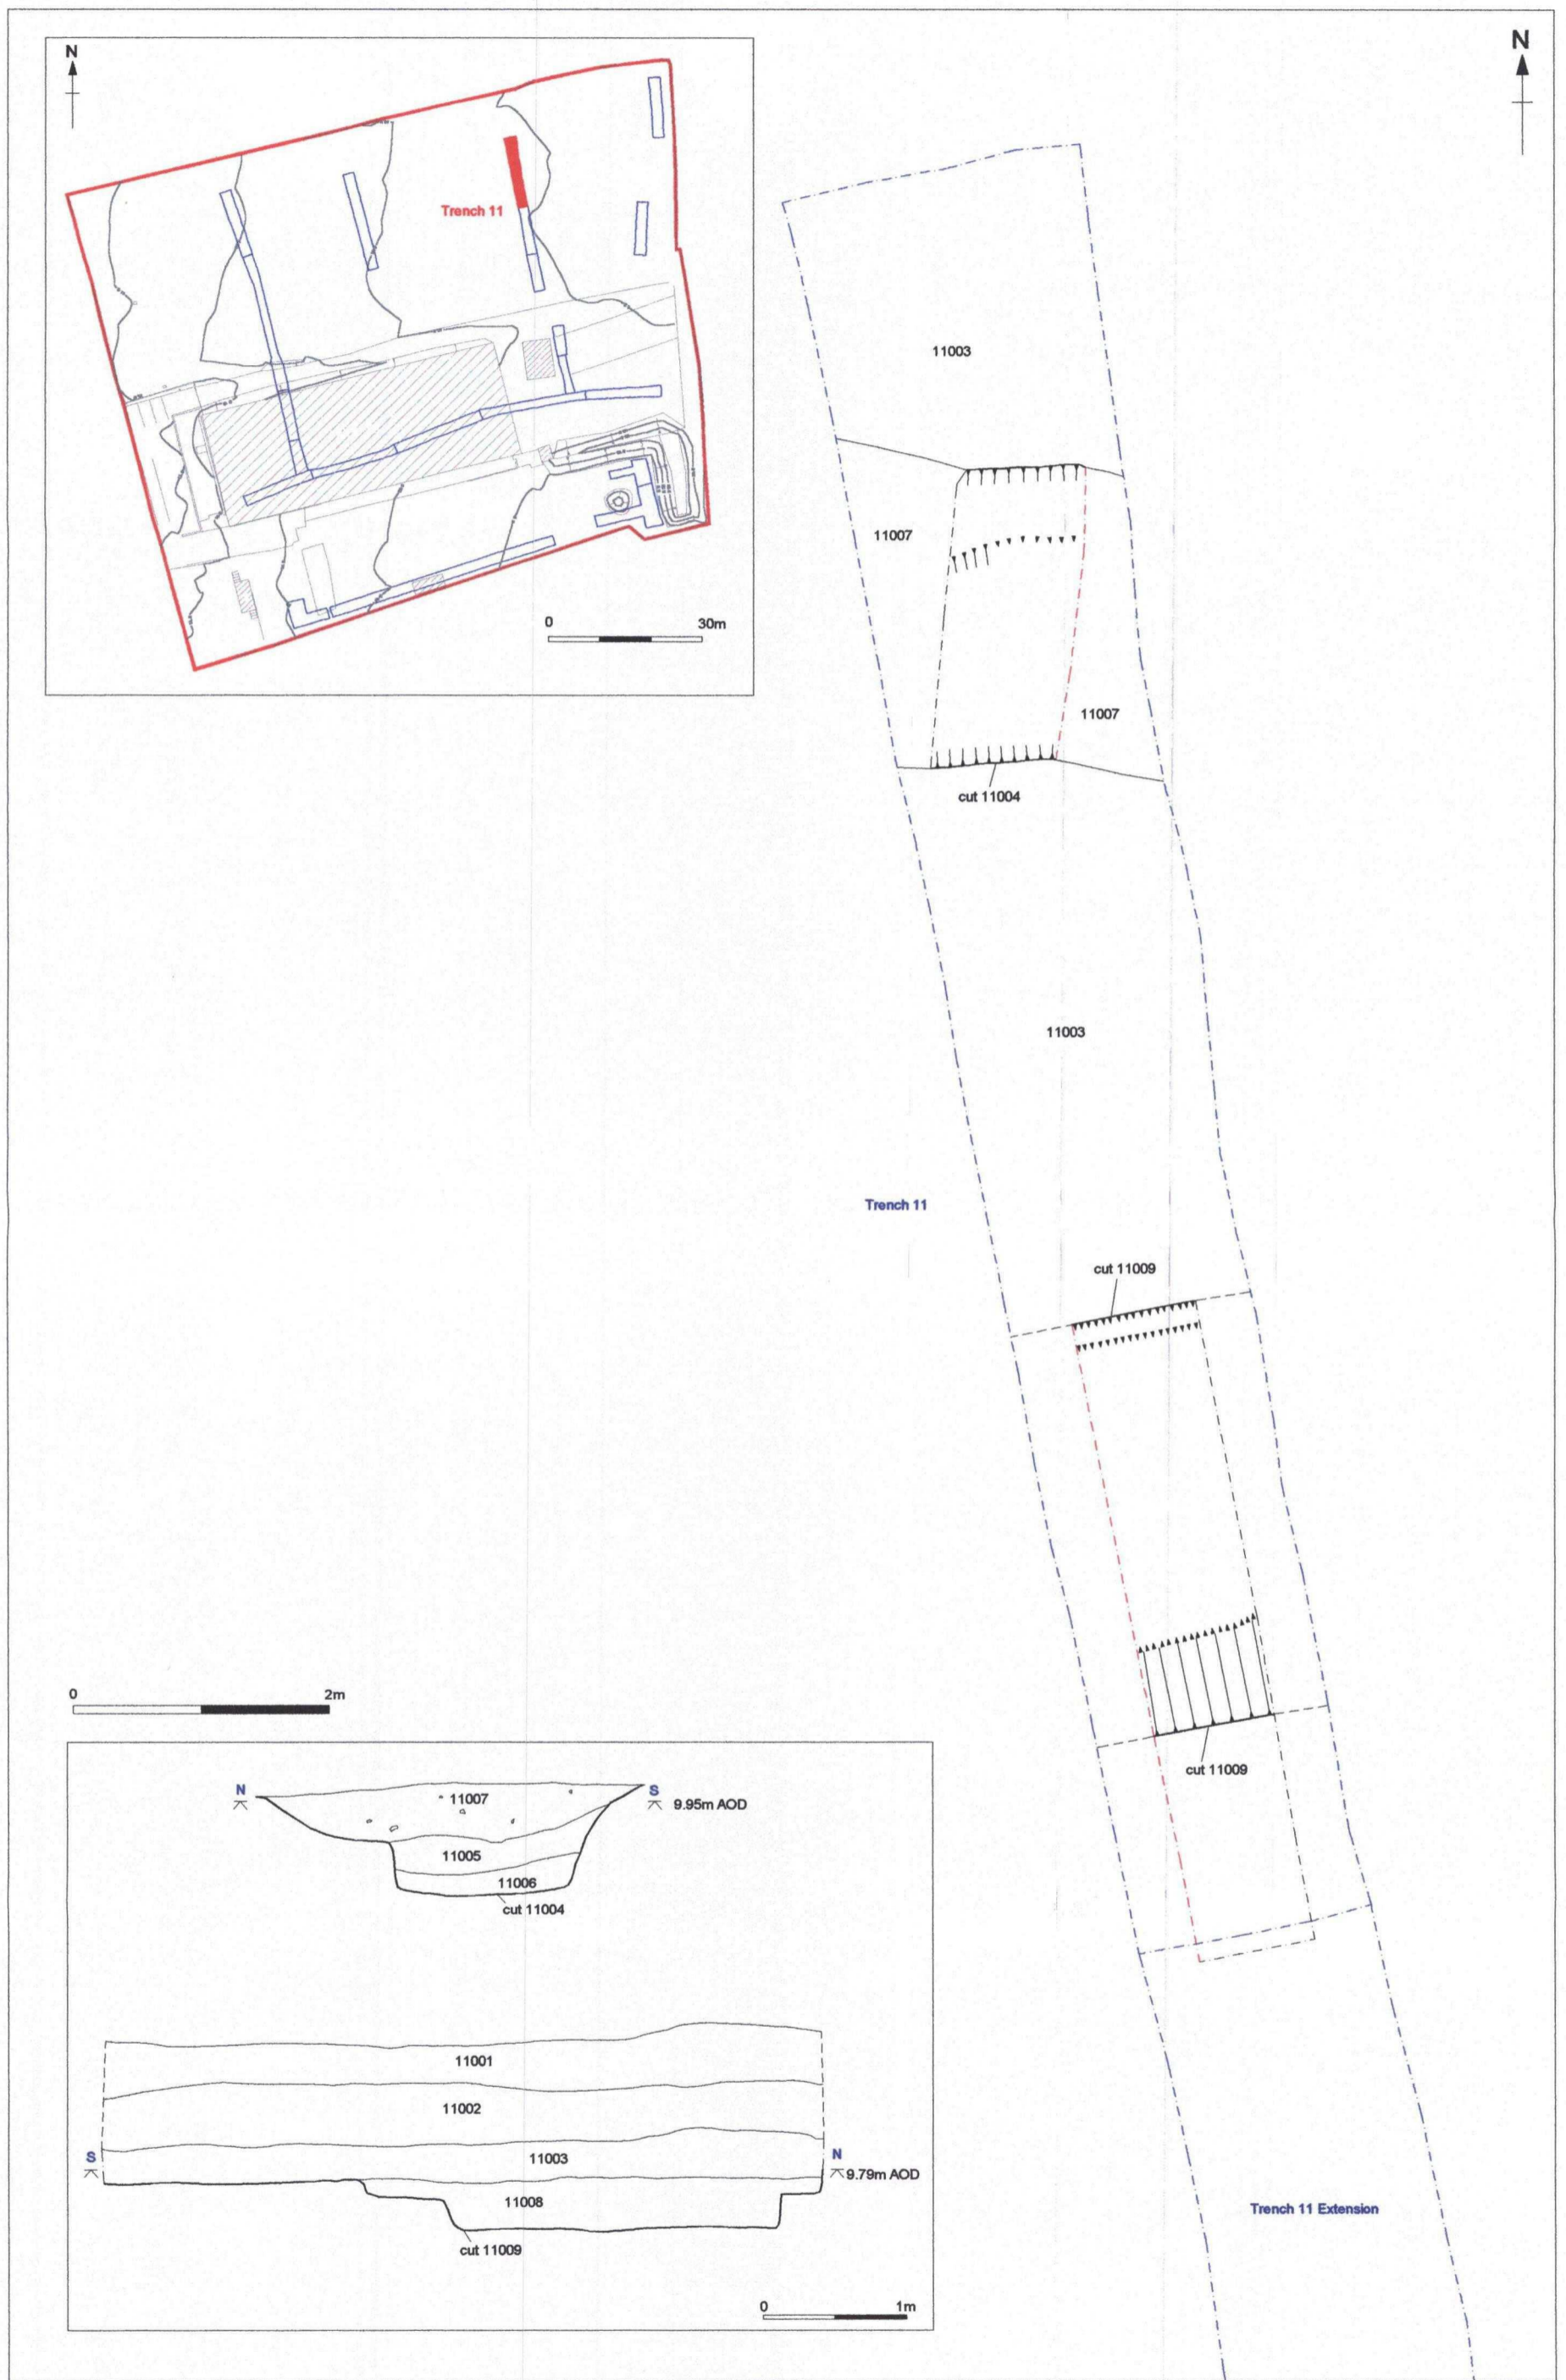 N
Trench 11
0 30m
N
11003
11007
11007
cut 11004
11003
Trench 11
cut 11009
cut 11009
Trench 11 Extension
0 2m
N
S
9.95m AOD
11007
11005
11006
cut 11004
11001
11002
11003
S
N
9.79m AOD
11008
cut 11009
0 1m